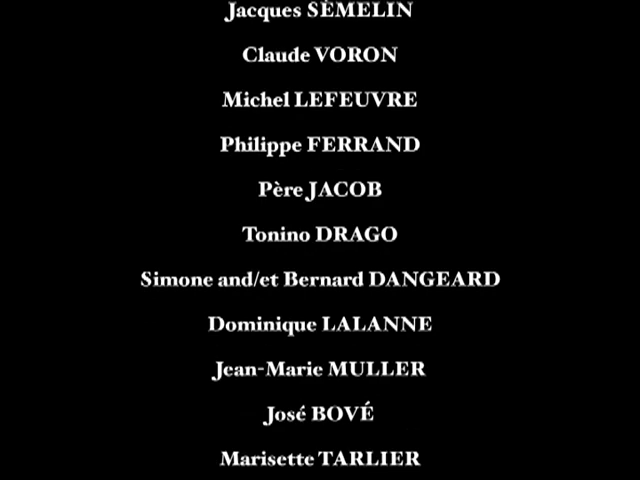 Jacques SÉMELIN
Claude VORON
Michel LEFEUVRE
Philippe FERRAND
Père JACOB
Tonino DRAGO
Simone and/et Bernard DANGEARD
Dominique LALANNE
Jean-Marie MULLER
José BOVÉ
Marisette TARLIER